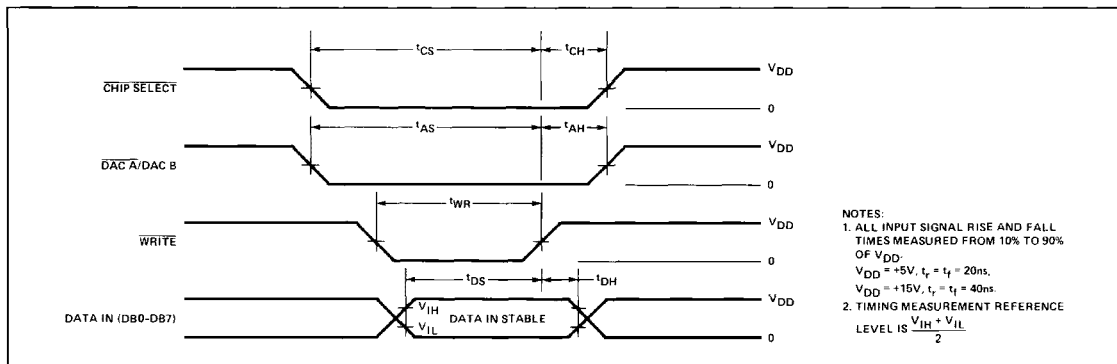 tCS tCH
CHIP SELECT VDD
0
tAS tAH
DAC A/DAC B VDD
0
tWR
WRITE VDD
0
tDS tDH
DATA IN (DB0-DB7) VIH DATA IN STABLE VDD
VIL 0
NOTES:
1. ALL INPUT SIGNAL RISE AND FALL
TIMES MEASURED FROM 10% TO 90%
OF VDD.
VDD = +5V, tr = tf = 20ns,
VDD = +15V, tr = tf = 40ns.
2. TIMING MEASUREMENT REFERENCE
LEVEL IS VIH + VIL
2